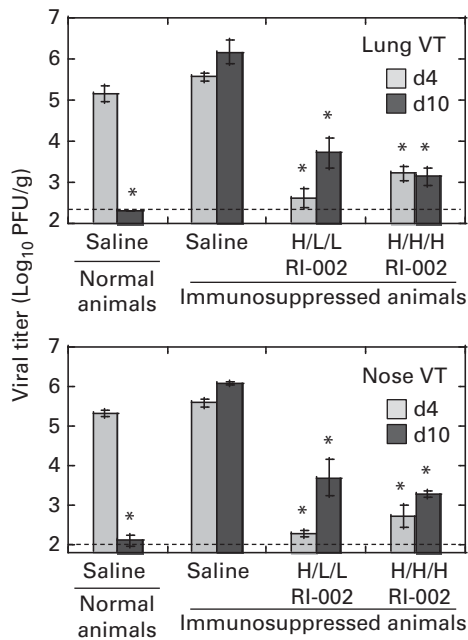 Viral titer (Log10 PFU/g)
7
6
5
4
3
2
Lung VT
d4
d10
* * * * *
Saline Saline H/L/L H/H/H
RI-002 RI-002
Normal
animals
Immunosuppressed animals
7
6
5
4
3
2
Nose VT
d4
d10
* * * * *
Saline Saline H/L/L H/H/H
RI-002 RI-002
Normal
animals
Immunosuppressed animals